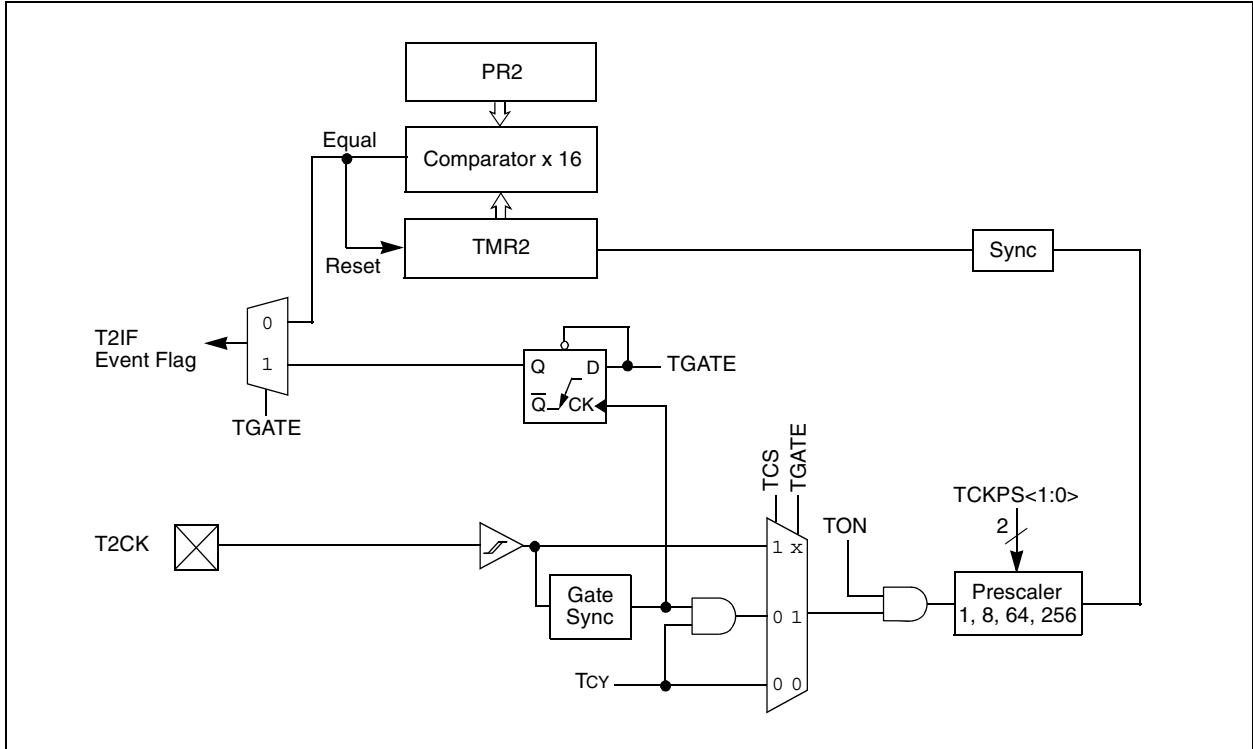 PR2
Equal
Comparator x 16
TMR2
Reset
Sync
T2IF
Event Flag
0
1
TGATE
Q
D
TGATE
Q̅
CK
TCS
TGATE
T2CK
TON
TCKPS<1:0>
2
1 x
Gate
Sync
0 1
Prescaler
1, 8, 64, 256
TCY
0 0